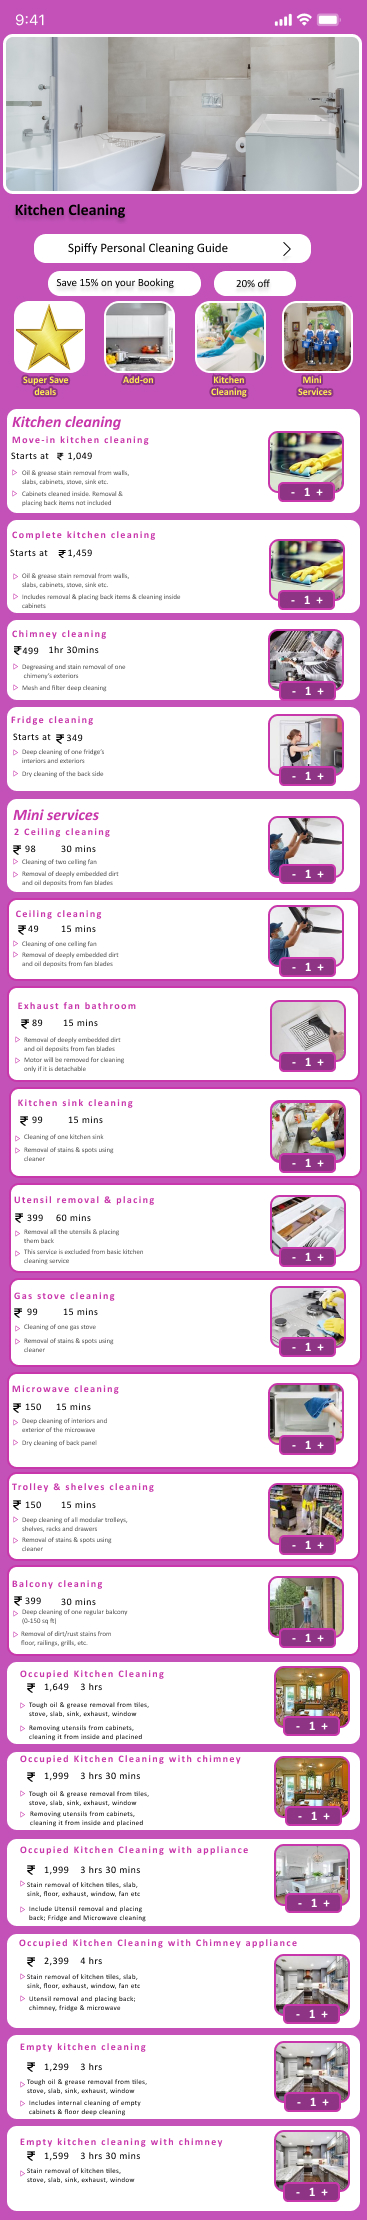 9:41
Kitchen Cleaning
Spiffy Personal Cleaning Guide
Save 15% on your Booking
20% off
Super Save
deals
Add-on
Kitchen
Cleaning
Mini
Services
Kitchen cleaning
Move-in kitchen cleaning
Starts at ₹ 1,049
Oil & grease stain removal from walls,
slabs, cabinets, stove, sink etc.
Cabinets cleaned inside. Removal &
placing back items not included
- 1 +
Complete kitchen cleaning
Starts at ₹1,459
Oil & grease stain removal from walls,
slabs, cabinets, stove, sink etc.
Includes removal & placing back items & cleaning inside
cabinets
- 1 +
Chimney cleaning
₹499 1hr 30mins
Degreasing and stain removal of one
chimeny's exteriors
Mesh and filter deep cleaning
- 1 +
Fridge cleaning
Starts at ₹349
Deep cleaning of one fridge's
interiors and exteriors
Dry cleaning of the back side
- 1 +
Mini services
2 Ceiling cleaning
₹ 98 30 mins
Cleaning of two celling fan
Removal of deeply embedded dirt
and oil deposits from fan blades
- 1 +
Ceiling cleaning
₹49 15 mins
Cleaning of one celling fan
Removal of deeply embedded dirt
and oil deposits from fan blades
- 1 +
Exhaust fan bathroom
₹ 89 15 mins
Removal of deeply embedded dirt
and oil deposits from fan blades
Motor will be removed for cleaning
only if it is detachable
- 1 +
Kitchen sink cleaning
₹ 99 15 mins
Cleaning of one kitchen sink
Removal of stains & spots using
cleaner
- 1 +
Utensil removal & placing
₹ 399 60 mins
Removal all the utensils & placing
them back
This service is excluded from basic kitchen
cleaning service
- 1 +
Gas stove cleaning
₹ 99 15 mins
Cleaning of one gas stove
Removal of stains & spots using
cleaner
- 1 +
Microwave cleaning
₹ 150 15 mins
Deep cleaning of interiors and
exterior of the microwave
Dry cleaning of back panel
- 1 +
Trolley & shelves cleaning
₹ 150 15 mins
Deep cleaning of all modular trolleys,
shelves, racks and drawers
Removal of stains & spots using
cleaner
- 1 +
Balcony cleaning
₹ 399 30 mins
Deep cleaning of one regular balcony
(0-150 sq ft)
Removal of dirt/rust stains from
floor, railings, grills, etc.
- 1 +
Occupied Kitchen Cleaning
₹ 1,649 3 hrs
Tough oil & grease removal from tiles,
stove, slab, sink, exhaust, window
Removing utensils from cabinets,
cleaning it from inside and placined
- 1 +
Occupied Kitchen Cleaning with chimney
₹ 1,999 3 hrs 30 mins
Tough oil & grease removal from tiles,
stove, slab, sink, exhaust, window
Removing utensils from cabinets,
cleaning it from inside and placined
- 1 +
Occupied Kitchen Cleaning with appliance
₹ 1,999 3 hrs 30 mins
Stain removal of kitchen tiles, slab,
sink, floor, exhaust, window, fan etc
Include Utensil removal and placing
back; Fridge and Microwave cleaning
- 1 +
Occupied Kitchen Cleaning with Chimney appliance
₹ 2,399 4 hrs
Stain removal of kitchen tiles, slab,
sink, floor, exhaust, window, fan etc
Utensil removal and placing back;
chimney, fridge & microwave
- 1 +
Empty kitchen cleaning
₹ 1,299 3 hrs
Tough oil & grease removal from tiles,
stove, slab, sink, exhaust, window
Includes internal cleaning of empty
cabinets & floor deep cleaning
- 1 +
Empty kitchen cleaning with chimney
₹ 1,599 3 hrs 30 mins
Stain removal of kitchen tiles,
stove, slab, sink, exhaust, window
- 1 +